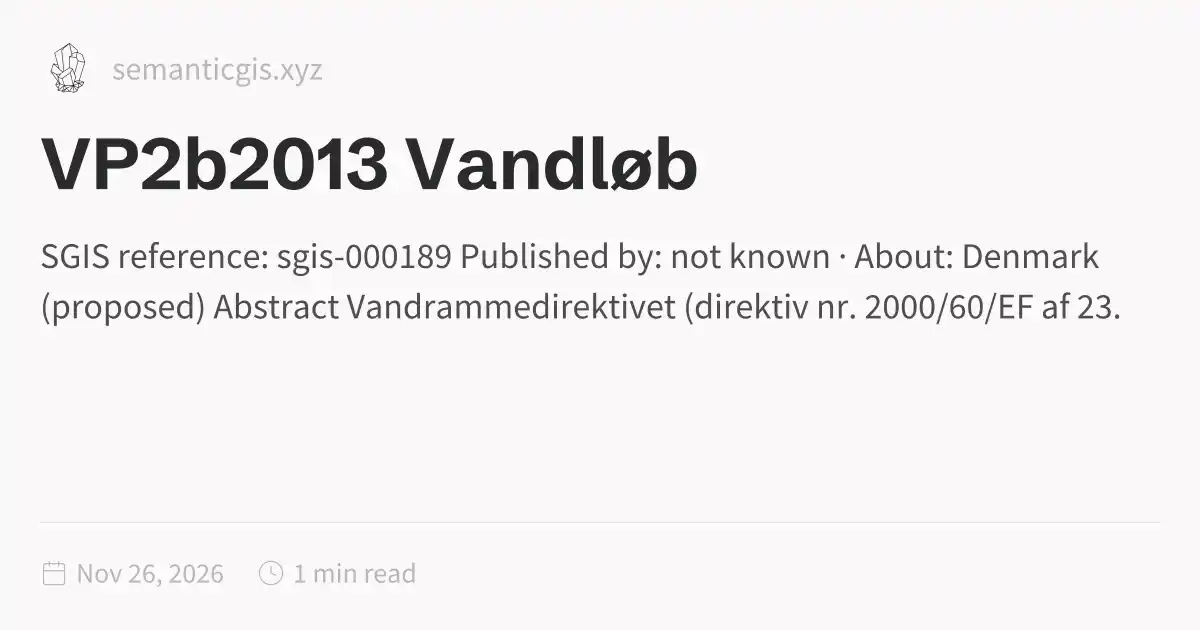 semanticgis.xyz
VP2b2013 Vandløb
SGIS reference: sgis-000189 Published by: not known · About: Denmark
(proposed) Abstract Vandrammedirektivet (direktiv nr. 2000/60/EF af 23.
Nov 26, 2026 1 min read